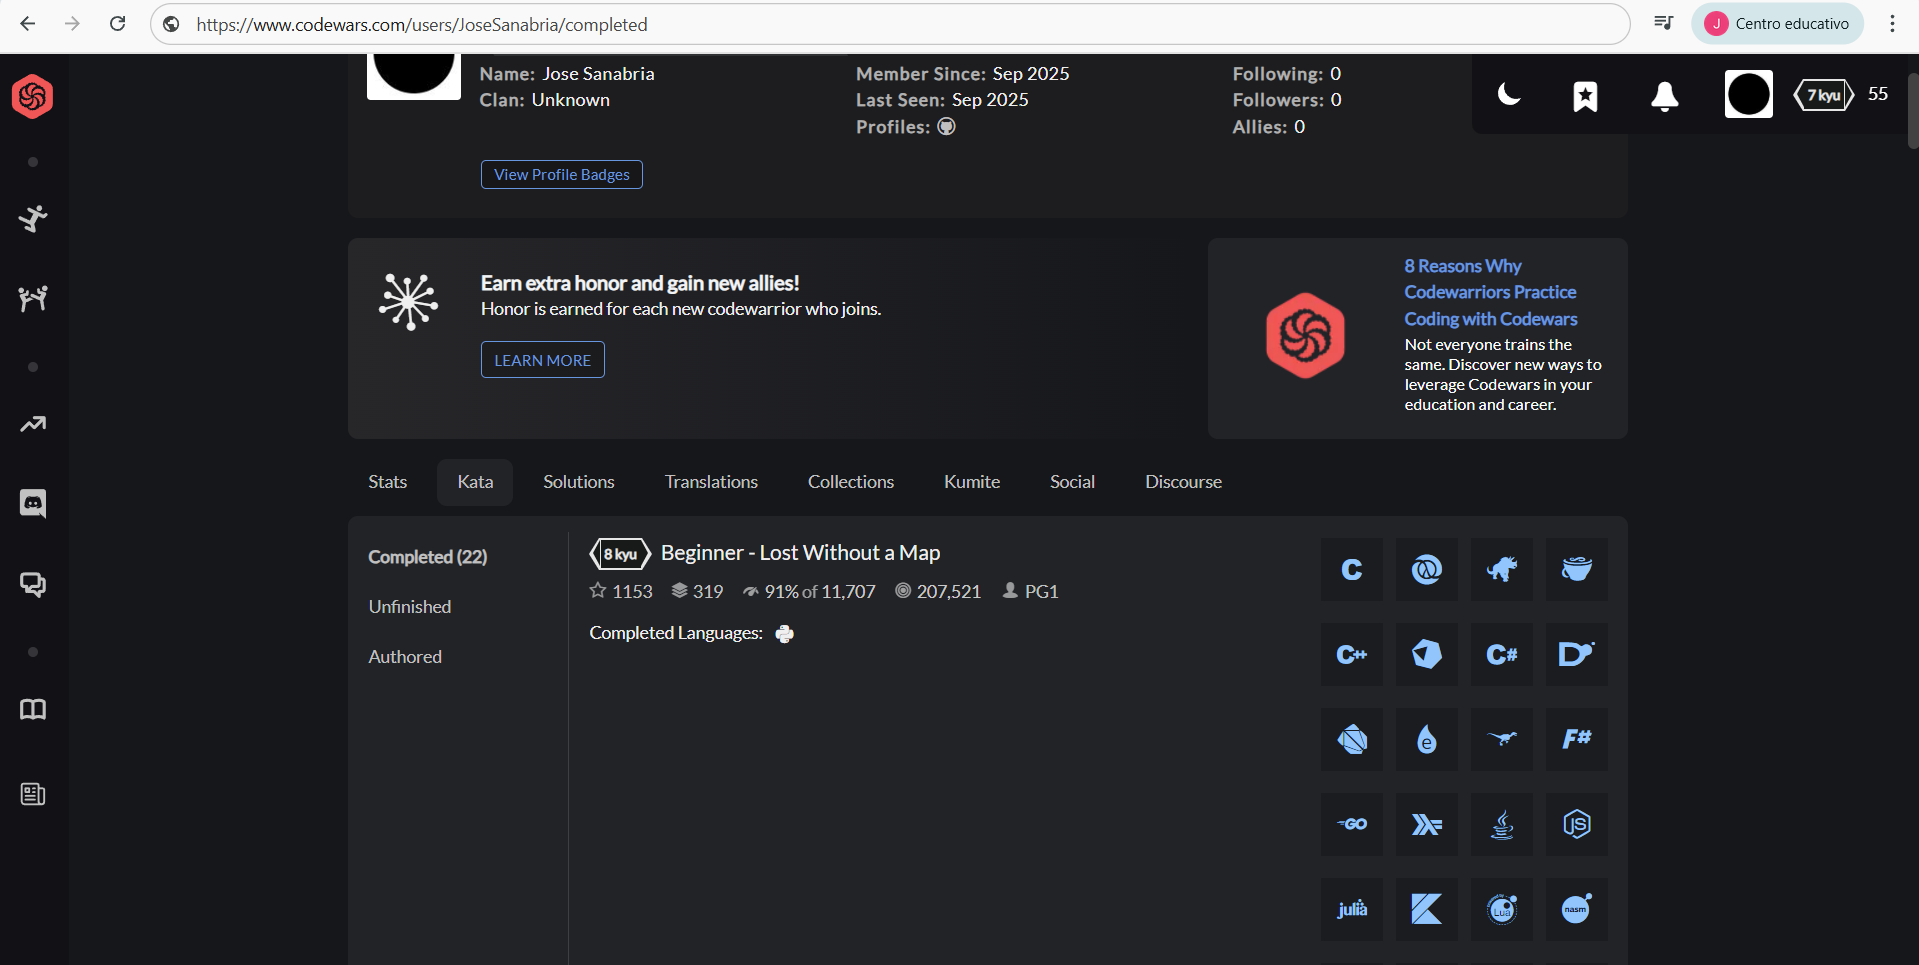 https://www.codewars.com/users/JoseSanabria/completed
J Centro educativo
Name: Jose Sanabria
Clan: Unknown
Member Since: Sep 2025
Last Seen: Sep 2025
Profiles:
Following: 0
Followers: 0
Allies: 0
7 kyu 55
View Profile Badges
Earn extra honor and gain new allies!
Honor is earned for each new codewarrior who joins.
LEARN MORE
8 Reasons Why
Codewarriors Practice
Coding with Codewars
Not everyone trains the
same. Discover new ways to
leverage Codewars in your
education and career.
Stats Kata Solutions Translations Collections Kumite Social Discourse
Completed (22)
Unfinished
Authored
8 kyu Beginner - Lost Without a Map
1153 319 91% of 11,707 207,521 PG1
Completed Languages:
C
C++ C# D
e F#
GO JS
julia Lua nasm